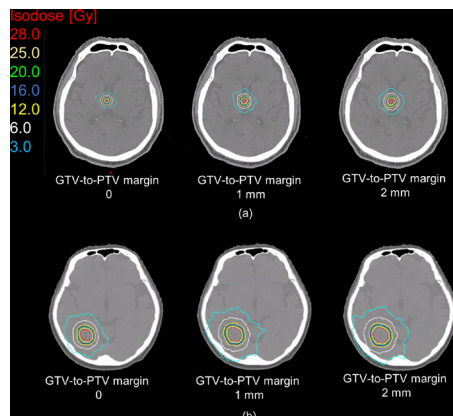 Isodose [Gy]
28.0
25.0
20.0
16.0
12.0
6.0
3.0
GTV-to-PTV margin
0
GTV-to-PTV margin
1 mm
GTV-to-PTV margin
2 mm
(a)
GTV-to-PTV margin
0
GTV-to-PTV margin
1 mm
GTV-to-PTV margin
2 mm
(b)